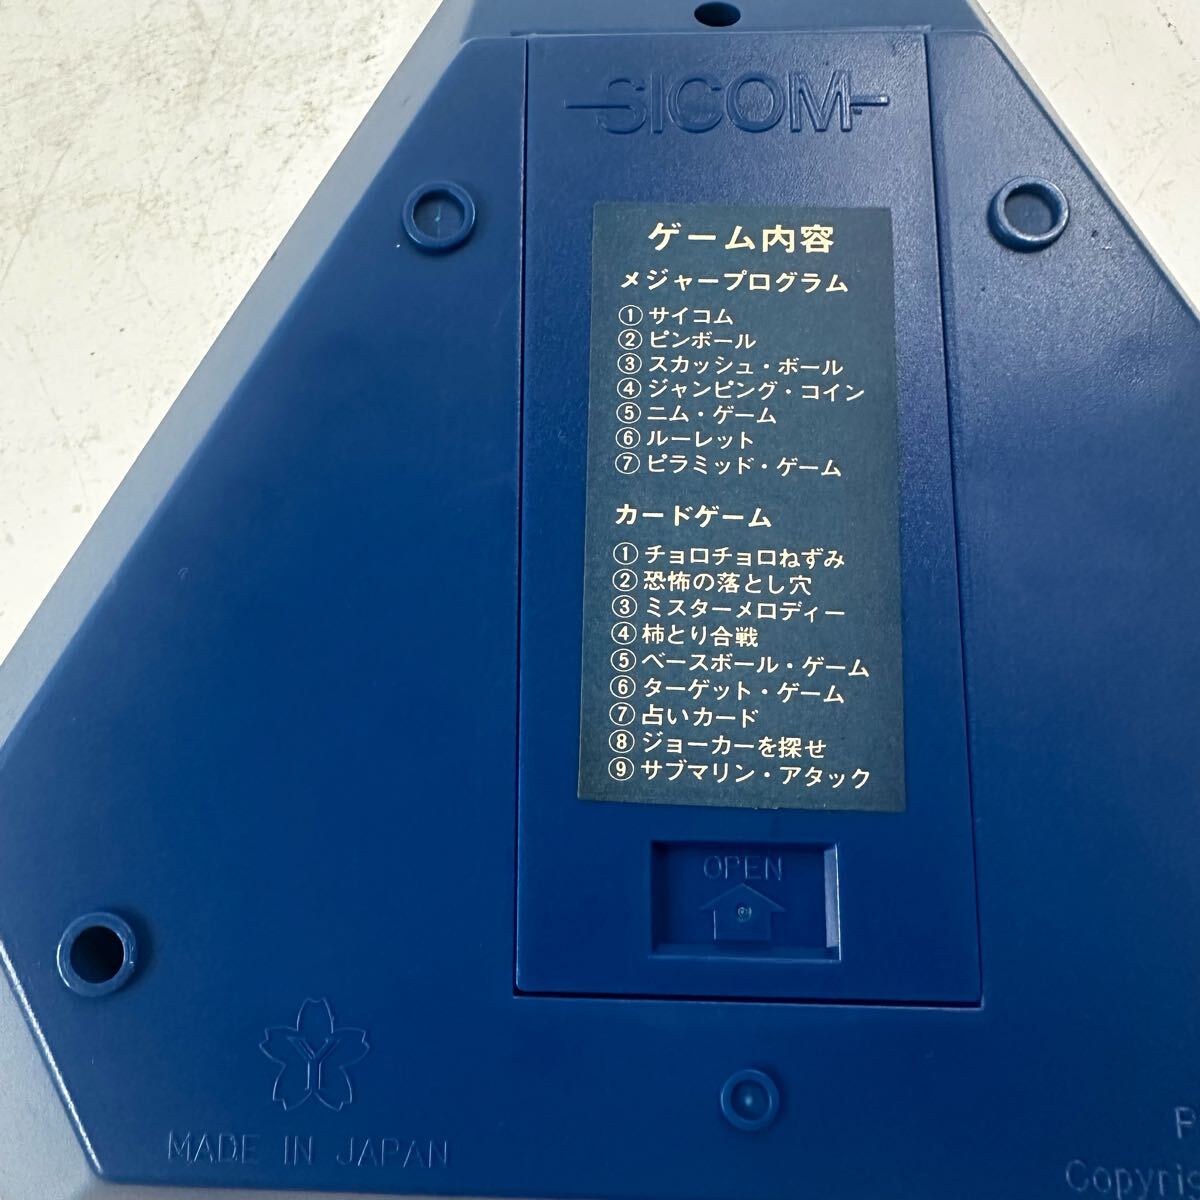 SICOM
ゲーム内容
メジャープログラム
①サイコム
②ピンボール
③スカッシュ・ボール
④ジャンピング・コイン
⑤ニム・ゲーム
⑥ルーレット
⑦ピラミッド・ゲーム
カードゲーム
①チョロチョロねずみ
②恐怖の落とし穴
③ミスターメロディー
④柿とり合戦
⑤ベースボール・ゲーム
⑥ターゲット・ゲーム
⑦占いカード
⑧ジョーカーを探せ
⑨サブマリン・アタック
OPEN
Y
MADE IN JAPAN